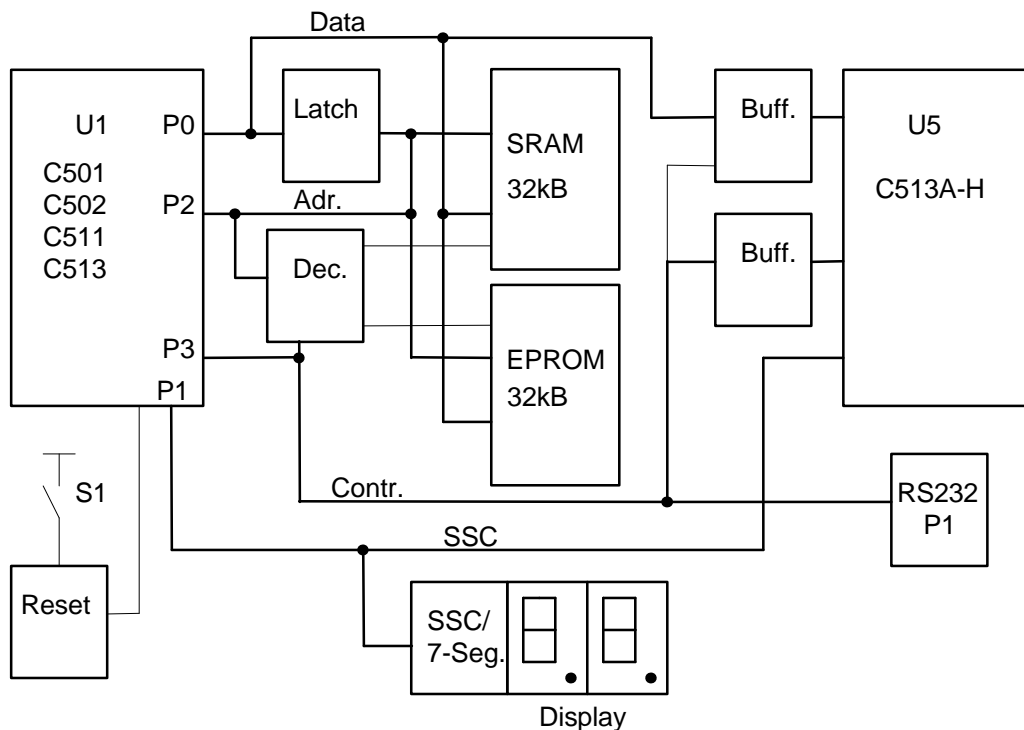 Data
U1
C501
C502
C511
C513
P0
P2
P3
P1
Latch
Adr.
Dec.
SRAM
32kB
EPROM
32kB
Buff.
Buff.
U5
C513A-H
S1
Reset
Contr.
SSC
RS232
P1
SSC/
7-Seg.
Display